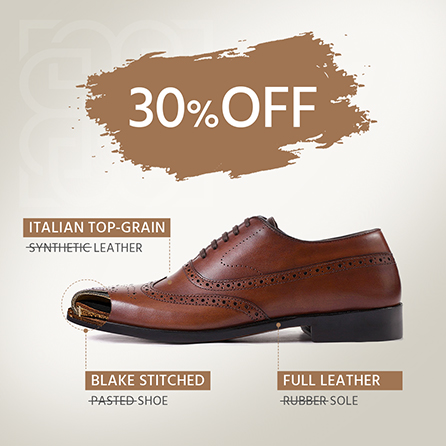 30%OFF
ITALIAN TOP-GRAIN
SYNTHETIC LEATHER
BLAKE STITCHED
PASTED SHOE
FULL LEATHER
RUBBER SOLE